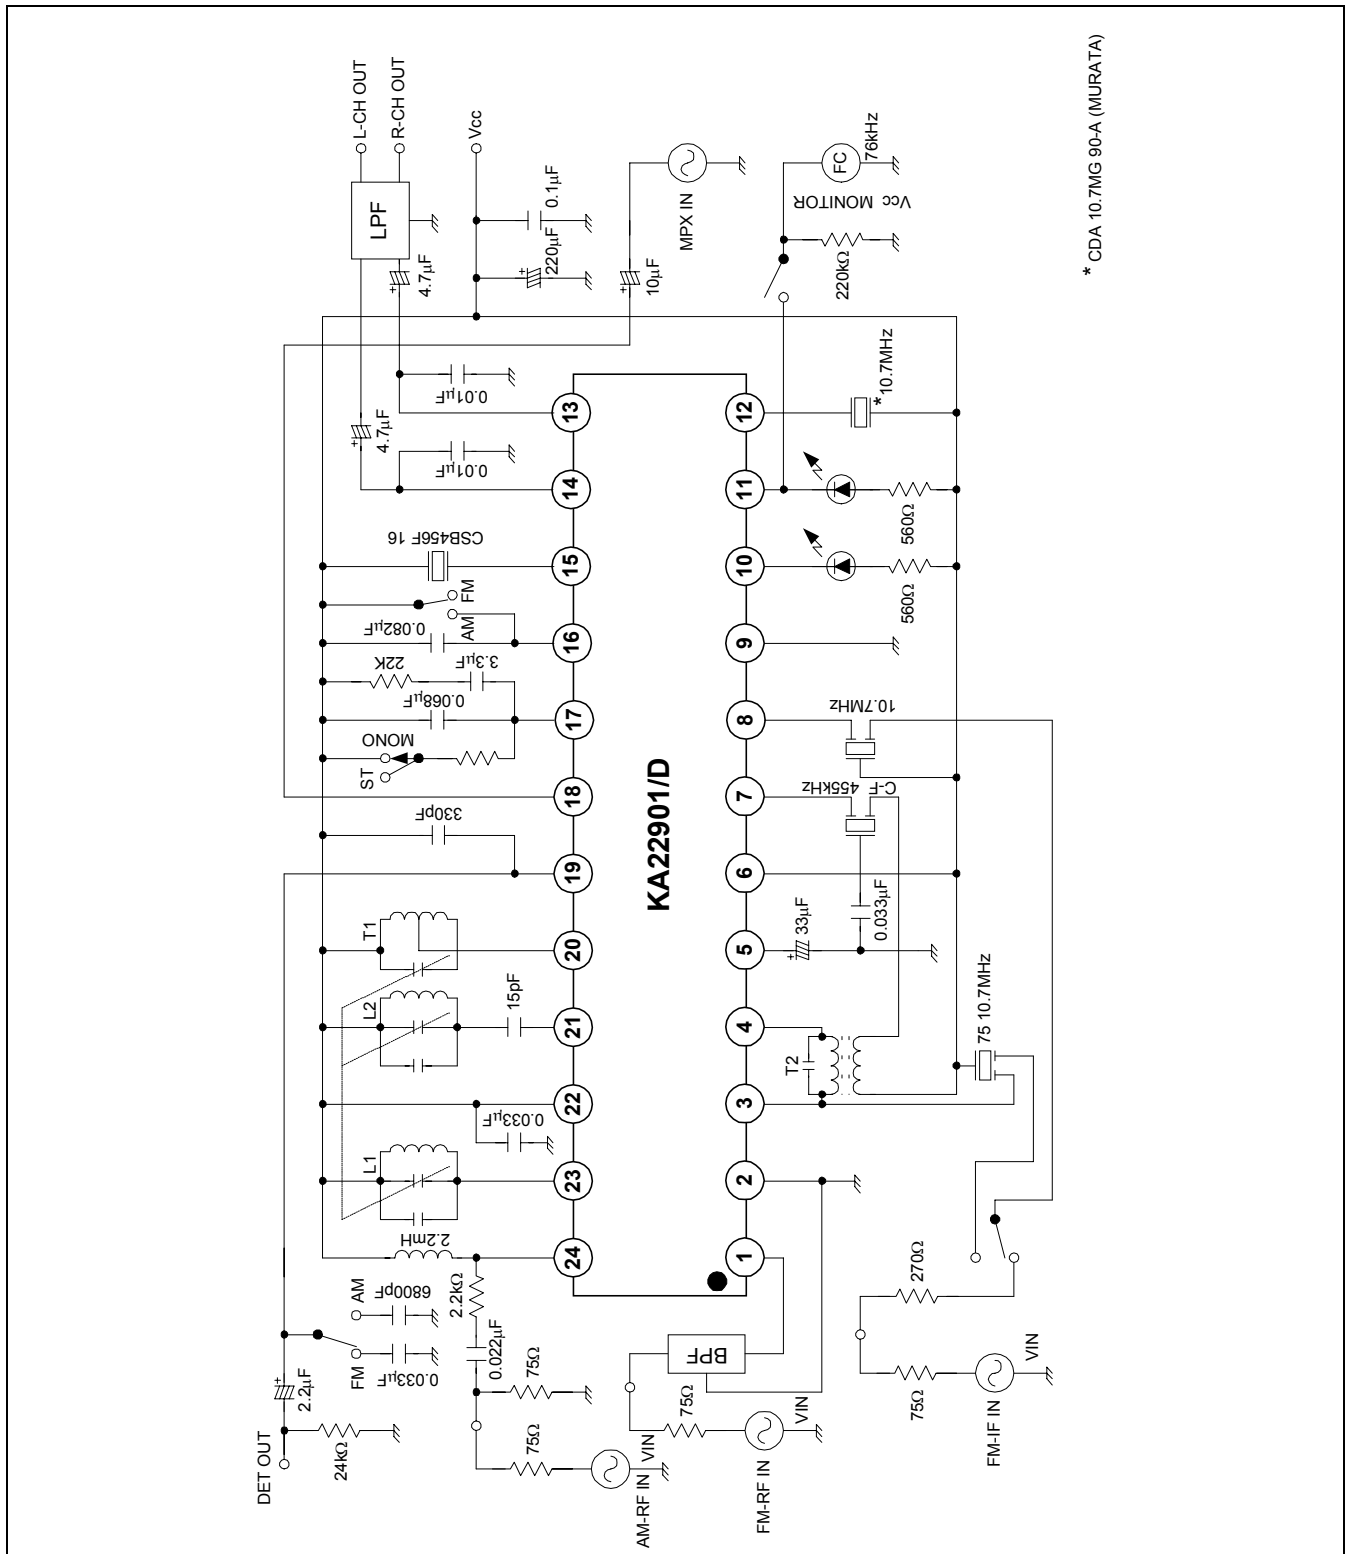 L-CH OUT
R-CH OUT
Vcc
LPF
4.7µF
220µF
0.1µF
10µF
MPX IN
FC
76kHz
Vcc MONITOR
220kΩ
* CDA 10.7MG 90-A (MURATA)
4.7µF
0.01µF
0.01µF
13
12
*10.7MHz
14
11
560Ω
CSB456F 16
15
10
560Ω
FM
AM
0.082µF
16
9
22K
3.3µF
0.068µF
17
8
10.7MHz
MONO
ST
KA22901/D
18
7
C-F 455kHz
330pF
19
6
0.033µF
T1
20
5
33µF
L2
15pF
21
4
T2
75 10.7MHz
22
3
0.033µF
L1
23
2
2.2mH
24
1
270Ω
2.2kΩ
AM
6800pF
FM
0.033µF
0.022µF
75Ω
BPF
75Ω
VIN
75Ω
VIN
75Ω
VIN
2.2µF
24kΩ
DET OUT
AM-RF IN
FM-RF IN
FM-IF IN